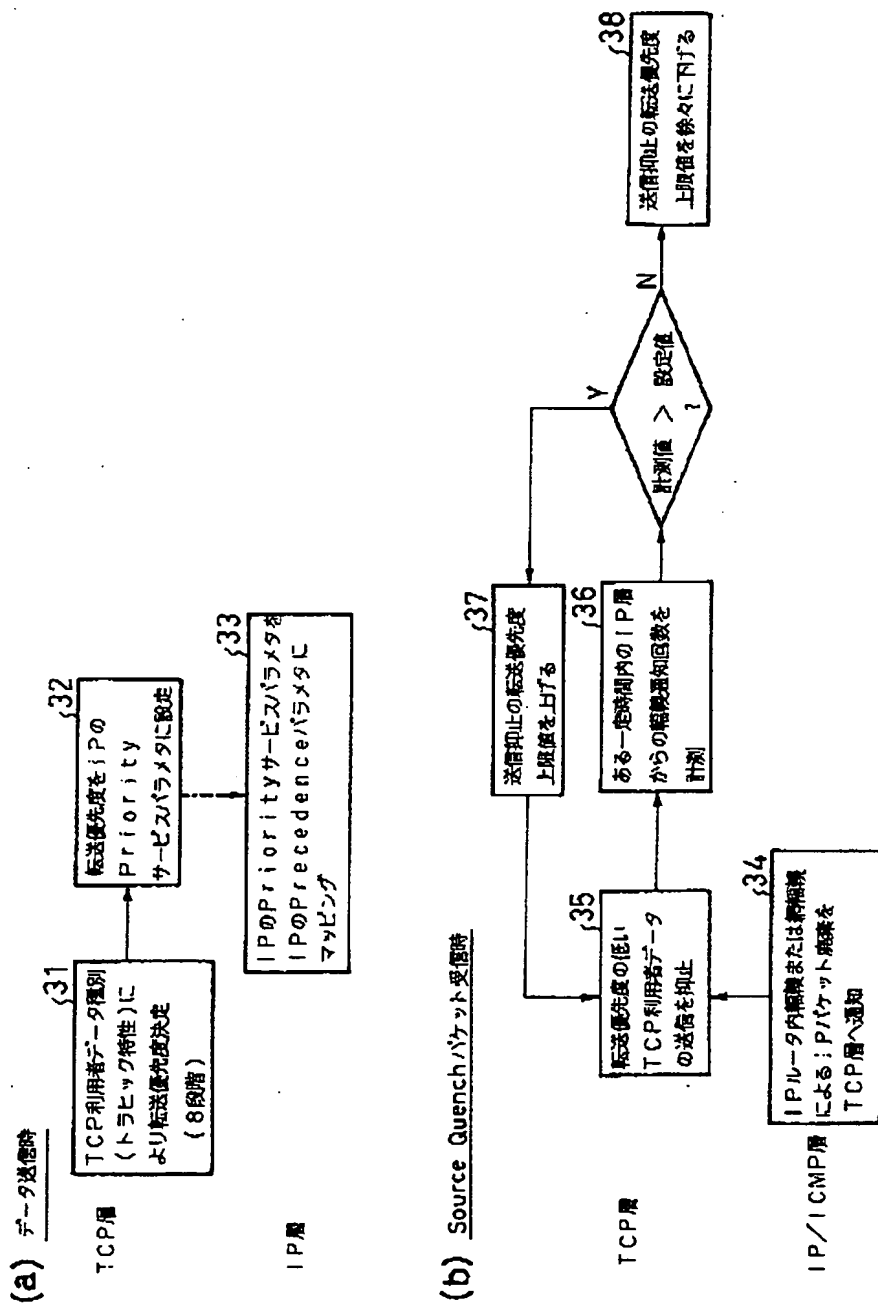 (a) データ送信時
TCP層
31
TCP利用者データ種別
(トラヒック特性)に
より転送優先度決定
(8段階)
32
転送優先度をIPの
Priority
サービスパラメタに設定
IP層
33
IPのPriorityサービスパラメタを
IPのPrecedenceパラメタに
マッピング
(b) Source Quenchパケット受信時
TCP層
35
転送優先度の低い
TCP利用者データ
の送信を抑止
37
送信抑止の転送優先度
上限値を上げる
36
ある一定時間内のIP層
からの輻輳通知回数を
計測
計測値 > 設定値
?
Y
N
38
送信抑止の転送優先度
上限値を徐々に下げる
IP/ICMP層
34
IPルータ内輻輳または網輻輳
によるIPパケット廃棄を
TCP層へ通知